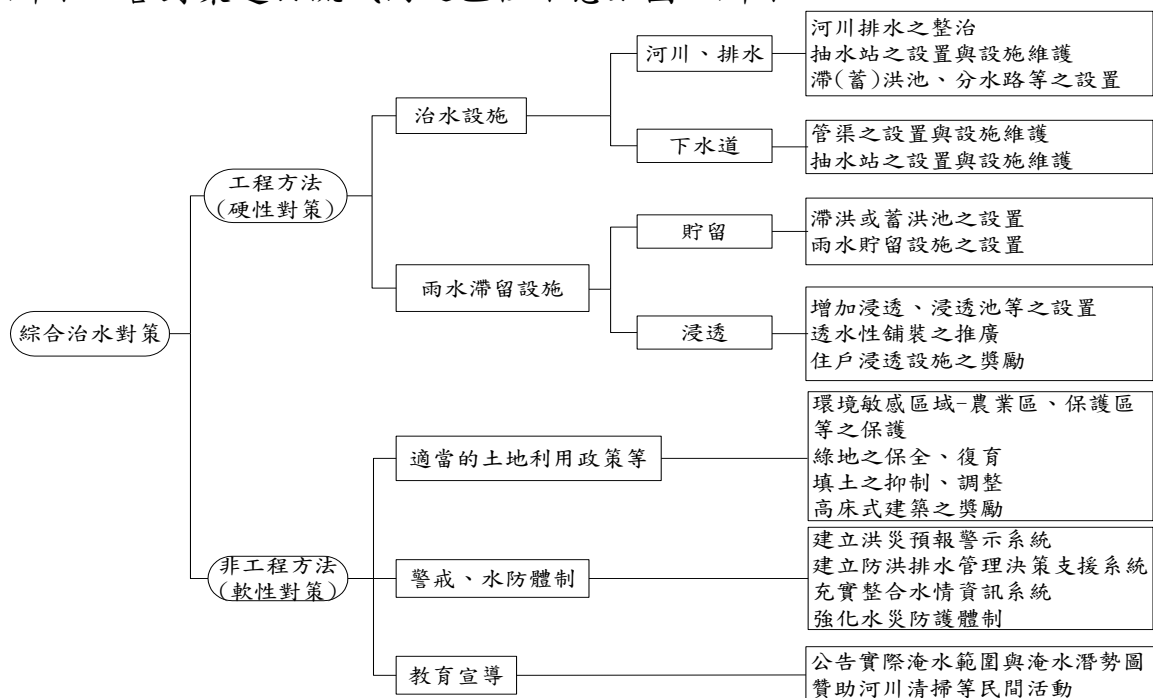 綜合治水對策
工程方法
(硬性對策)
治水設施
河川、排水
河川排水之整治
抽水站之設置與設施維護
滯(蓄)洪池、分水路等之設置
下水道
管渠之設置與設施維護
抽水站之設置與設施維護
雨水滯留設施
貯留
滯洪或蓄洪池之設置
雨水貯留設施之設置
浸透
增加浸透、浸透池等之設置
透水性舖裝之推廣
住戶浸透設施之獎勵
非工程方法
(軟性對策)
適當的土地利用政策等
環境敏感區域-農業區、保護區
等之保護
綠地之保全、復育
填土之抑制、調整
高床式建築之獎勵
警戒、水防體制
建立洪災預報警示系統
建立防洪排水管理決策支援系統
充實整合水情資訊系統
強化水災防護體制
教育宣導
公告實際淹水範圍與淹水潛勢圖
贊助河川清掃等民間活動